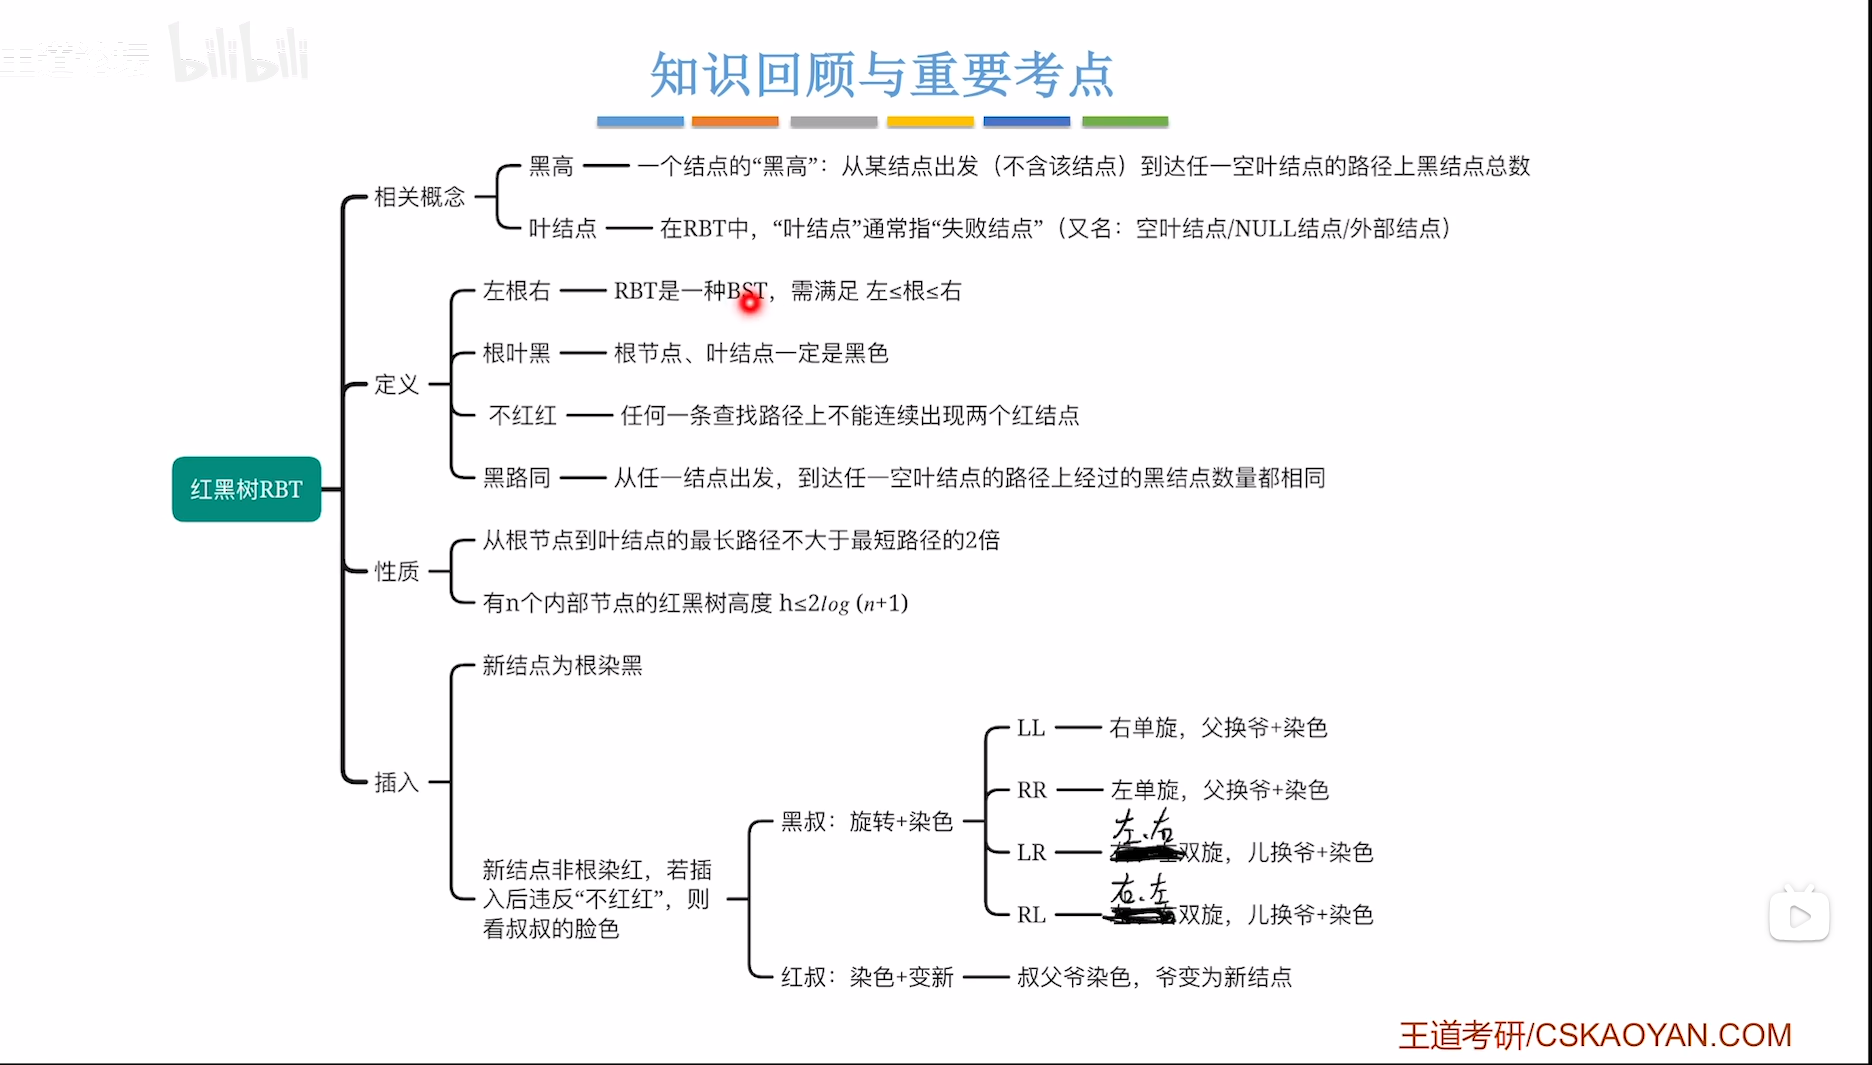 bilibili
知识回顾与重要考点
黑高
一个结点的“黑高”：从某结点出发（不含该结点）到达任一空叶结点的路径上黑结点总数
相关概念
叶结点
在RBT中，“叶结点”通常指“失败结点”（又名：空叶结点/NULL结点/外部结点）
左根右
RBT是一种BST，需满足 左≤根≤右
根叶黑
根节点、叶结点一定是黑色
定义
不红红
任何一条查找路径上不能连续出现两个红结点
黑路同
从任一结点出发，到达任一空叶结点的路径上经过的黑结点数量都相同
红黑树RBT
从根节点到叶结点的最长路径不大于最短路径的2倍
性质
有n个内部节点的红黑树高度 h≤2log (n+1)
新结点为根染黑
插入
新结点非根染红，若插
入后违反“不红红”，则
看叔叔的脸色
黑叔：旋转+染色
LL
右单旋，父换爷+染色
RR
左单旋，父换爷+染色
左、右
LR
双旋，儿换爷+染色
右、左
RL
双旋，儿换爷+染色
红叔：染色+变新
叔父爷染色，爷变为新结点
王道考研/CSKAOYAN.COM